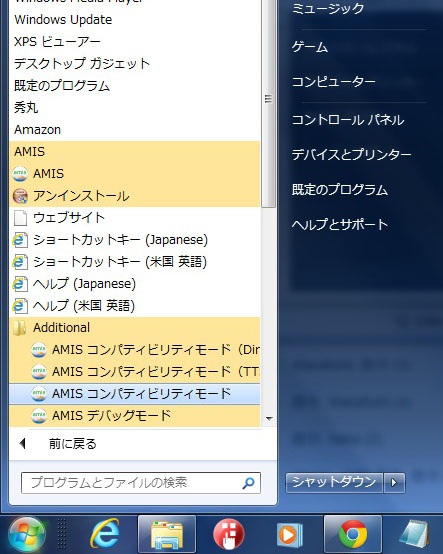 Windows Media Player
Windows Update
XPS ビューアー
デスクトップ ガジェット
既定のプログラム
秀丸
Amazon
AMIS
AMIS
アンインストール
ウェブサイト
ショートカットキー (Japanese)
ショートカットキー (米国 英語)
ヘルプ (Japanese)
ヘルプ (米国 英語)
Additional
AMIS コンパティビリティモード（Dir
AMIS コンパティビリティモード（TT
AMIS コンパティビリティモード
AMIS デバッグモード
前に戻る
プログラムとファイルの検索
ミュージック
ゲーム
コンピューター
コントロール パネル
デバイスとプリンター
既定のプログラム
ヘルプとサポート
シャットダウン